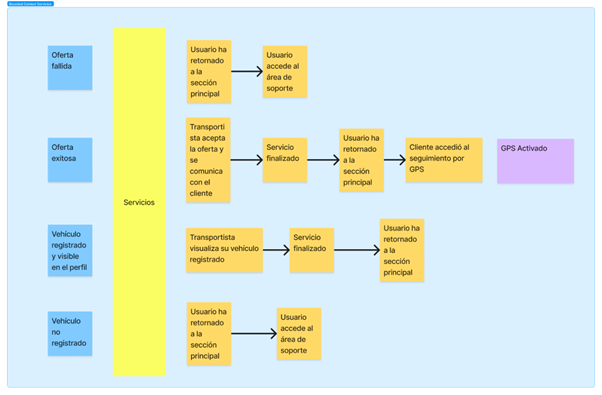 Bounded Context Servicios
Oferta
fallida
Usuario ha
retornado
a la
sección
principal
Usuario
accede al
área de
soporte
Oferta
exitosa
Transporti
sta acepta
la oferta y
se
comunica
con el
cliente
Servicio
finalizado
Usuario ha
retornado
a la
sección
principal
Cliente accedió al
seguimiento por
GPS
GPS Activado
Servicios
Vehículo
registrado
y visible
en el perfil
Transportista
visualiza su vehículo
registrado
Servicio
finalizado
Usuario ha
retornado
a la
sección
principal
Vehículo
no
registrado
Usuario ha
retornado
a la
sección
principal
Usuario
accede al
área de
soporte